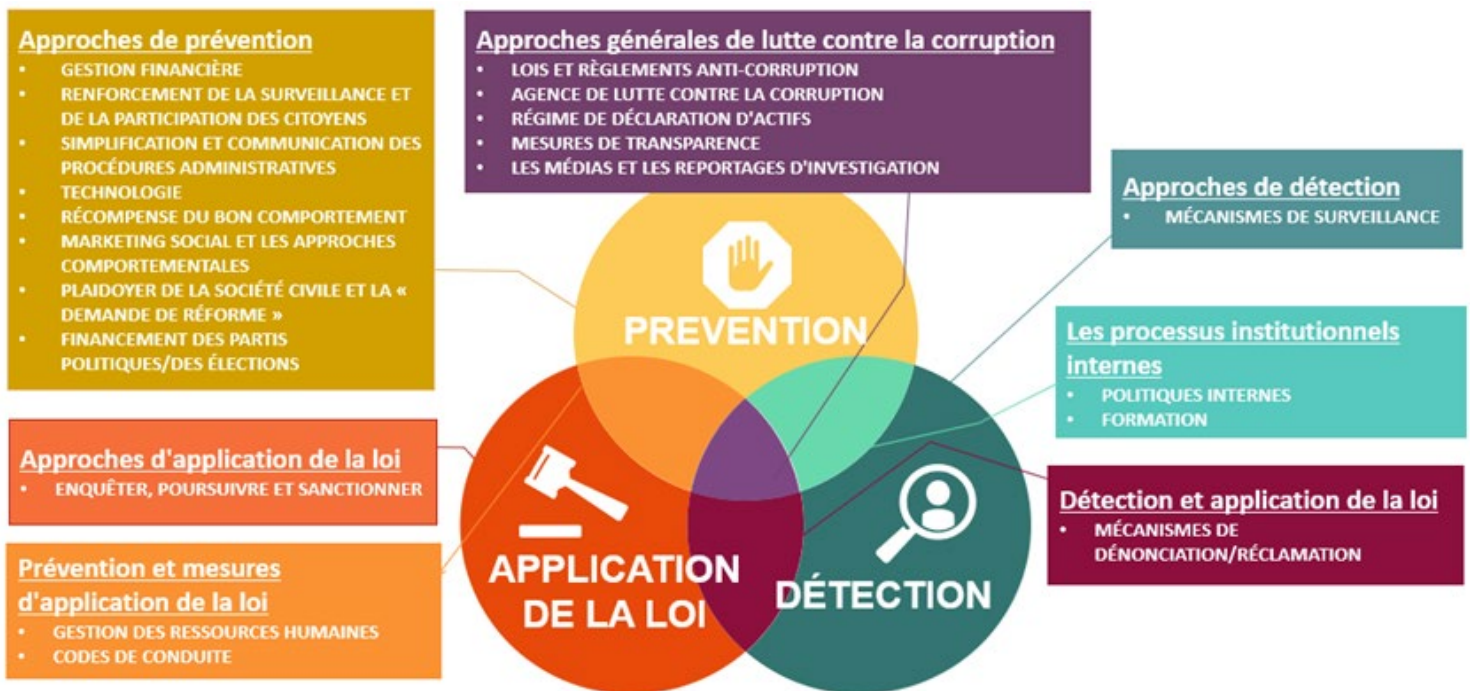 Approches de prévention
• GESTION FINANCIÈRE
• RENFORCEMENT DE LA SURVEILLANCE ET
DE LA PARTICIPATION DES CITOYENS
• SIMPLIFICATION ET COMMUNICATION DES
PROCÉDURES ADMINISTRATIVES
• TECHNOLOGIE
• RÉCOMPENSE DU BON COMPORTEMENT
• MARKETING SOCIAL ET LES APPROCHES
COMPORTEMENTALES
• PLAIDOYER DE LA SOCIÉTÉ CIVILE ET LA «
DEMANDE DE RÉFORME »
• FINANCEMENT DES PARTIS
POLITIQUES/DES ÉLECTIONS
Approches générales de lutte contre la corruption
• LOIS ET RÈGLEMENTS ANTI-CORRUPTION
• AGENCE DE LUTTE CONTRE LA CORRUPTION
• RÉGIME DE DÉCLARATION D'ACTIFS
• MESURES DE TRANSPARENCE
• LES MÉDIAS ET LES REPORTAGES D'INVESTIGATION
Approches de détection
• MÉCANISMES DE SURVEILLANCE
Les processus institutionnels
internes
• POLITIQUES INTERNES
• FORMATION
Détection et application de la loi
• MÉCANISMES DE
DÉNONCIATION/RÉCLAMATION
Approches d'application de la loi
• ENQUÊTER, POURSUIVRE ET SANCTIONNER
Prévention et mesures
d'application de la loi
• GESTION DES RESSOURCES HUMAINES
• CODES DE CONDUITE
PREVENTION
APPLICATION
DE LA LOI
DÉTECTION